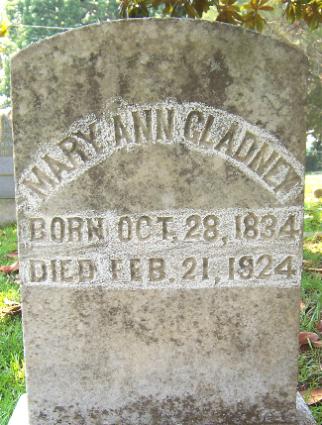 MARY ANN GLADNEY
BORN OCT. 28, 1834
DIED FEB. 21, 1924